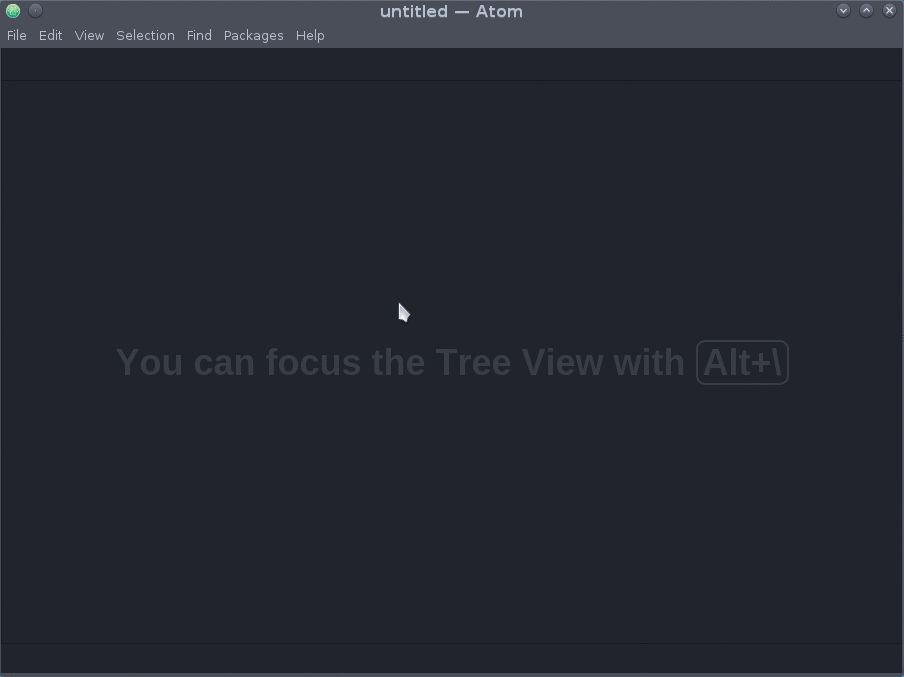 untitled — Atom
File Edit View Selection Find Packages Help
You can focus the Tree View with Alt+\